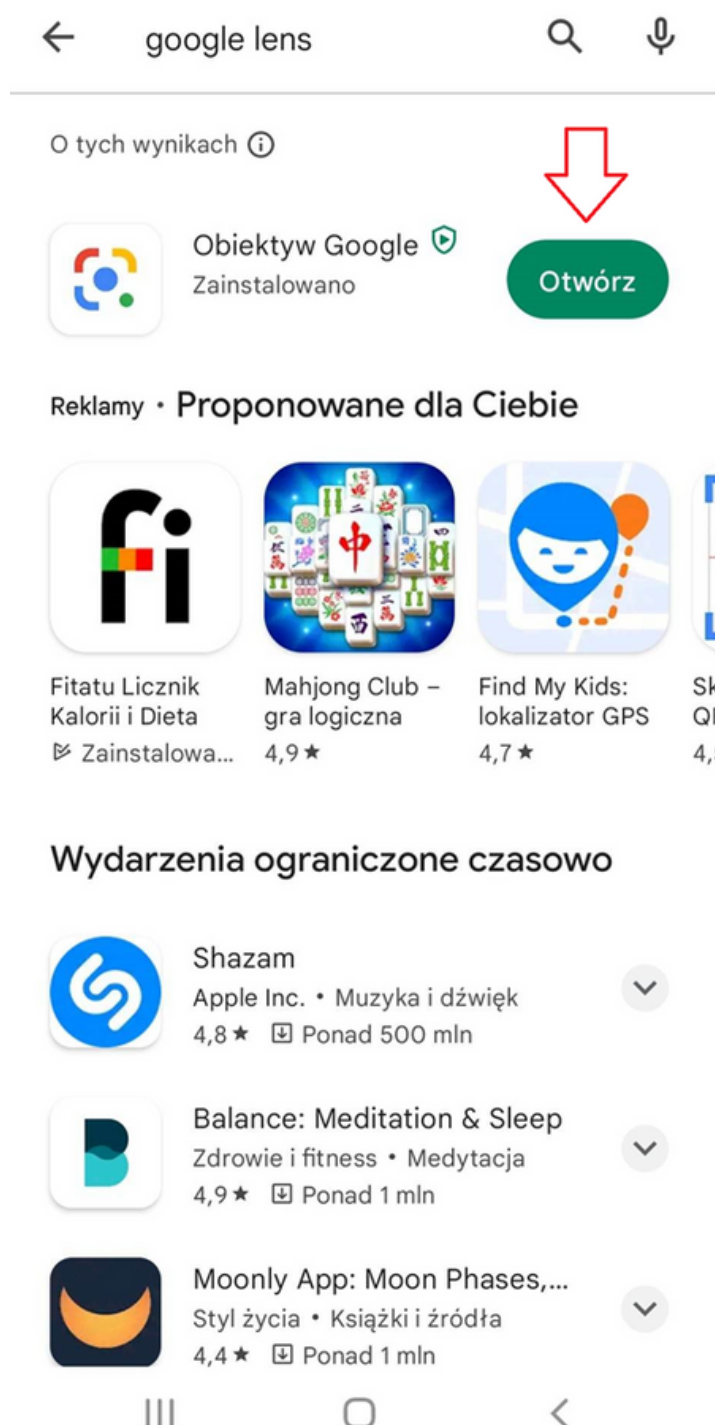 google lens
O tych wynikach
Obiektyw Google
Zainstalowano
Otwórz
Reklamy • Proponowane dla Ciebie
Fitatu Licznik
Kalorii i Dieta
Zainstalowa...
Mahjong Club –
gra logiczna
4,9★
Find My Kids:
lokalizator GPS
4,7★
Wydarzenia ograniczone czasowo
Shazam
Apple Inc. • Muzyka i dźwięk
4,8★ Ponad 500 mln
Balance: Meditation & Sleep
Zdrowie i fitness • Medytacja
4,9★ Ponad 1 mln
Moonly App: Moon Phases,...
Styl życia • Książki i źródła
4,4★ Ponad 1 mln